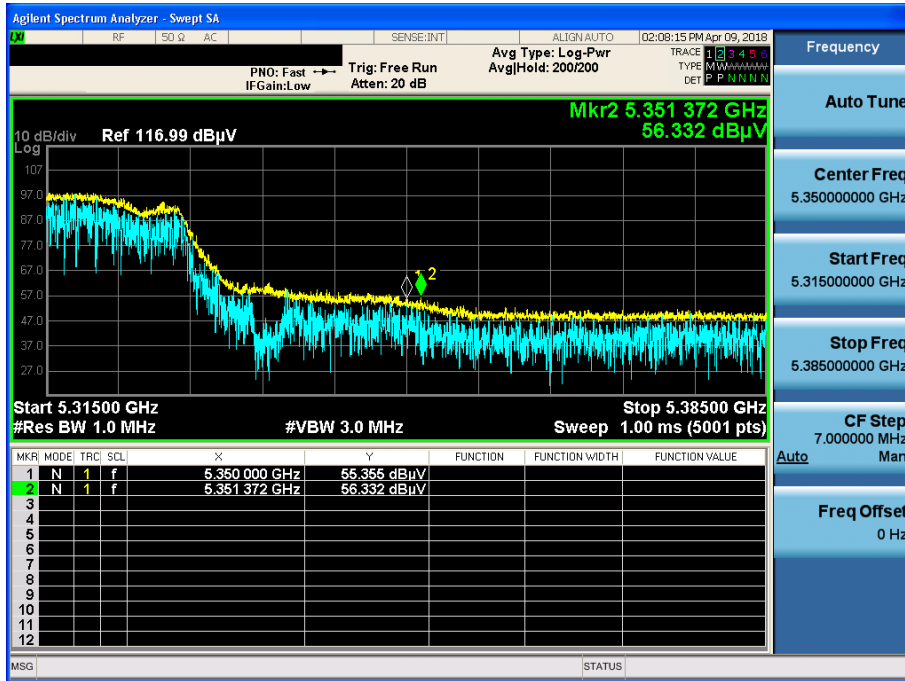 Agilent Spectrum Analyzer - Swept SA
LXI RF 50 Ω AC SENSE:INT ALIGN AUTO 02:08:15 PM Apr 09, 2018
Frequency
PNO: Fast Trig: Free Run Avg Type: Log-Pwr TRACE 1 2 3 4 5 6
IFGain:Low Atten: 20 dB Avg|Hold: 200/200 TYPE M W
DET P P N N N N
Auto Tune
Mkr2 5.351 372 GHz
56.332 dBµV
10 dB/div Ref 116.99 dBµV
Log
107
97.0
87.0
77.0
67.0
57.0
47.0
37.0
27.0
1 2
Start 5.31500 GHz Stop 5.38500 GHz
#Res BW 1.0 MHz #VBW 3.0 MHz Sweep 1.00 ms (5001 pts)
Center Freq
5.350000000 GHz
Start Freq
5.315000000 GHz
Stop Freq
5.385000000 GHz
CF Step
7.000000 MHz
Auto Man
Freq Offset
0 Hz
MKR MODE TRC SCL X Y FUNCTION FUNCTION WIDTH FUNCTION VALUE
1 N 1 f 5.350 000 GHz 55.355 dBµV
2 N 1 f 5.351 372 GHz 56.332 dBµV
3
4
5
6
7
8
9
10
11
12
MSG STATUS